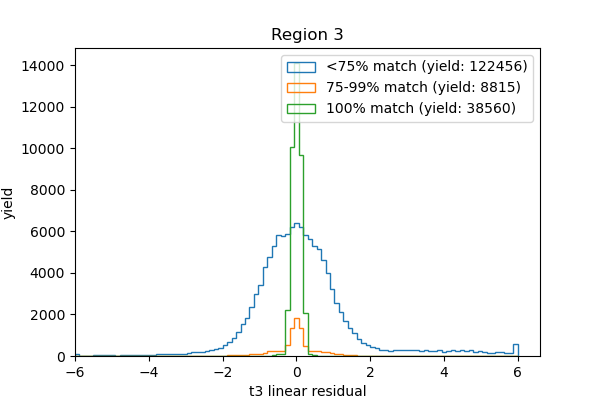 Region 3
<75% match (yield: 122456)
75-99% match (yield: 8815)
100% match (yield: 38560)
yield
14000
12000
10000
8000
6000
4000
2000
0
−6 −4 −2 0 2 4 6
t3 linear residual